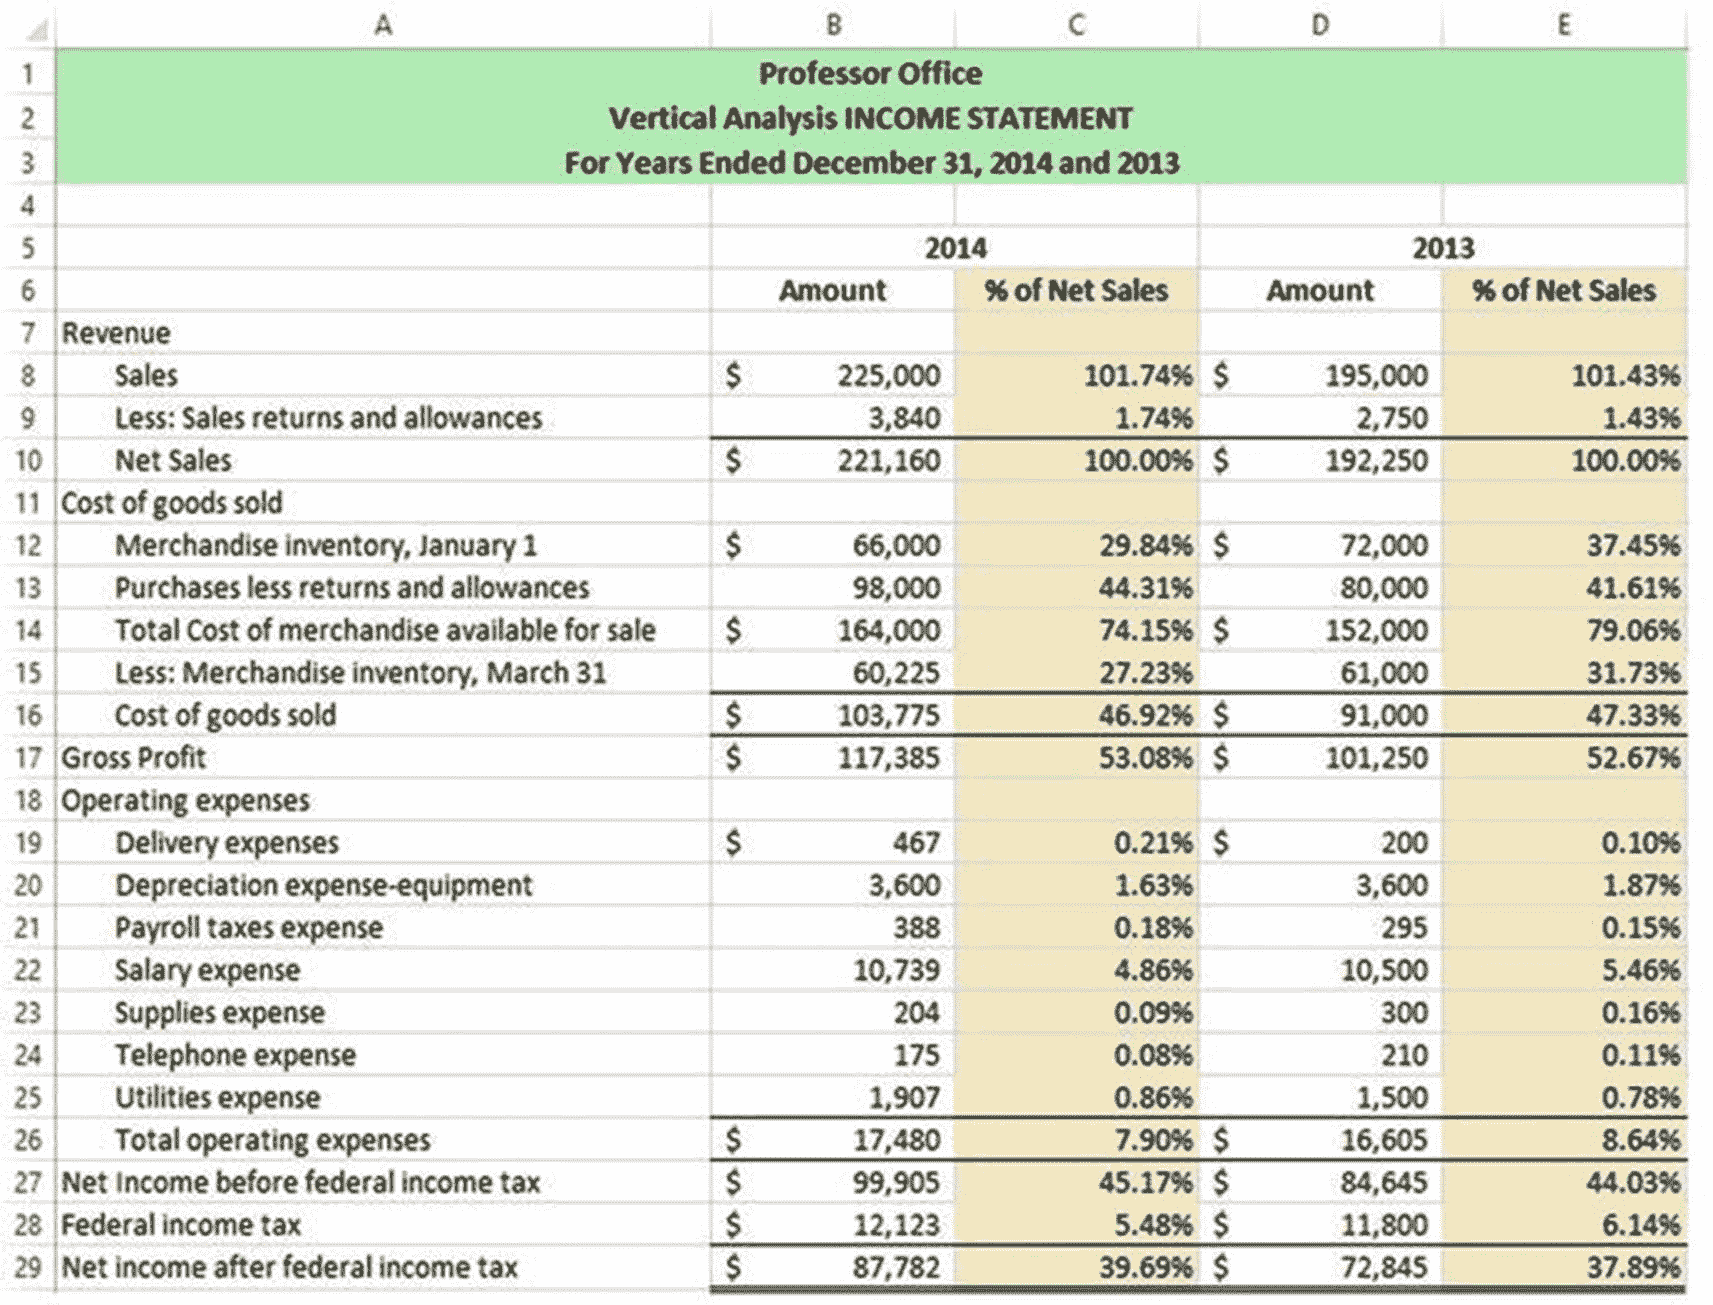 A B C D E
1 Professor Office
2 Vertical Analysis INCOME STATEMENT
3 For Years Ended December 31, 2014 and 2013
4
5 2014 2013
6 Amount % of Net Sales Amount % of Net Sales
7 Revenue
8 Sales $ 225,000 101.74% $ 195,000 101.43%
9 Less: Sales returns and allowances 3,840 1.74% 2,750 1.43%
10 Net Sales $ 221,160 100.00% $ 192,250 100.00%
11 Cost of goods sold
12 Merchandise inventory, January 1 $ 66,000 29.84% $ 72,000 37.45%
13 Purchases less returns and allowances 98,000 44.31% 80,000 41.61%
14 Total Cost of merchandise available for sale $ 164,000 74.15% $ 152,000 79.06%
15 Less: Merchandise inventory, March 31 60,225 27.23% 61,000 31.73%
16 Cost of goods sold $ 103,775 46.92% $ 91,000 47.33%
17 Gross Profit $ 117,385 53.08% $ 101,250 52.67%
18 Operating expenses
19 Delivery expenses $ 467 0.21% $ 200 0.10%
20 Depreciation expense-equipment 3,600 1.63% 3,600 1.87%
21 Payroll taxes expense 388 0.18% 295 0.15%
22 Salary expense 10,739 4.86% 10,500 5.46%
23 Supplies expense 204 0.09% 300 0.16%
24 Telephone expense 175 0.08% 210 0.11%
25 Utilities expense 1,907 0.86% 1,500 0.78%
26 Total operating expenses $ 17,480 7.90% $ 16,605 8.64%
27 Net Income before federal income tax $ 99,905 45.17% $ 84,645 44.03%
28 Federal income tax $ 12,123 5.48% $ 11,800 6.14%
29 Net income after federal income tax $ 87,782 39.69% $ 72,845 37.89%